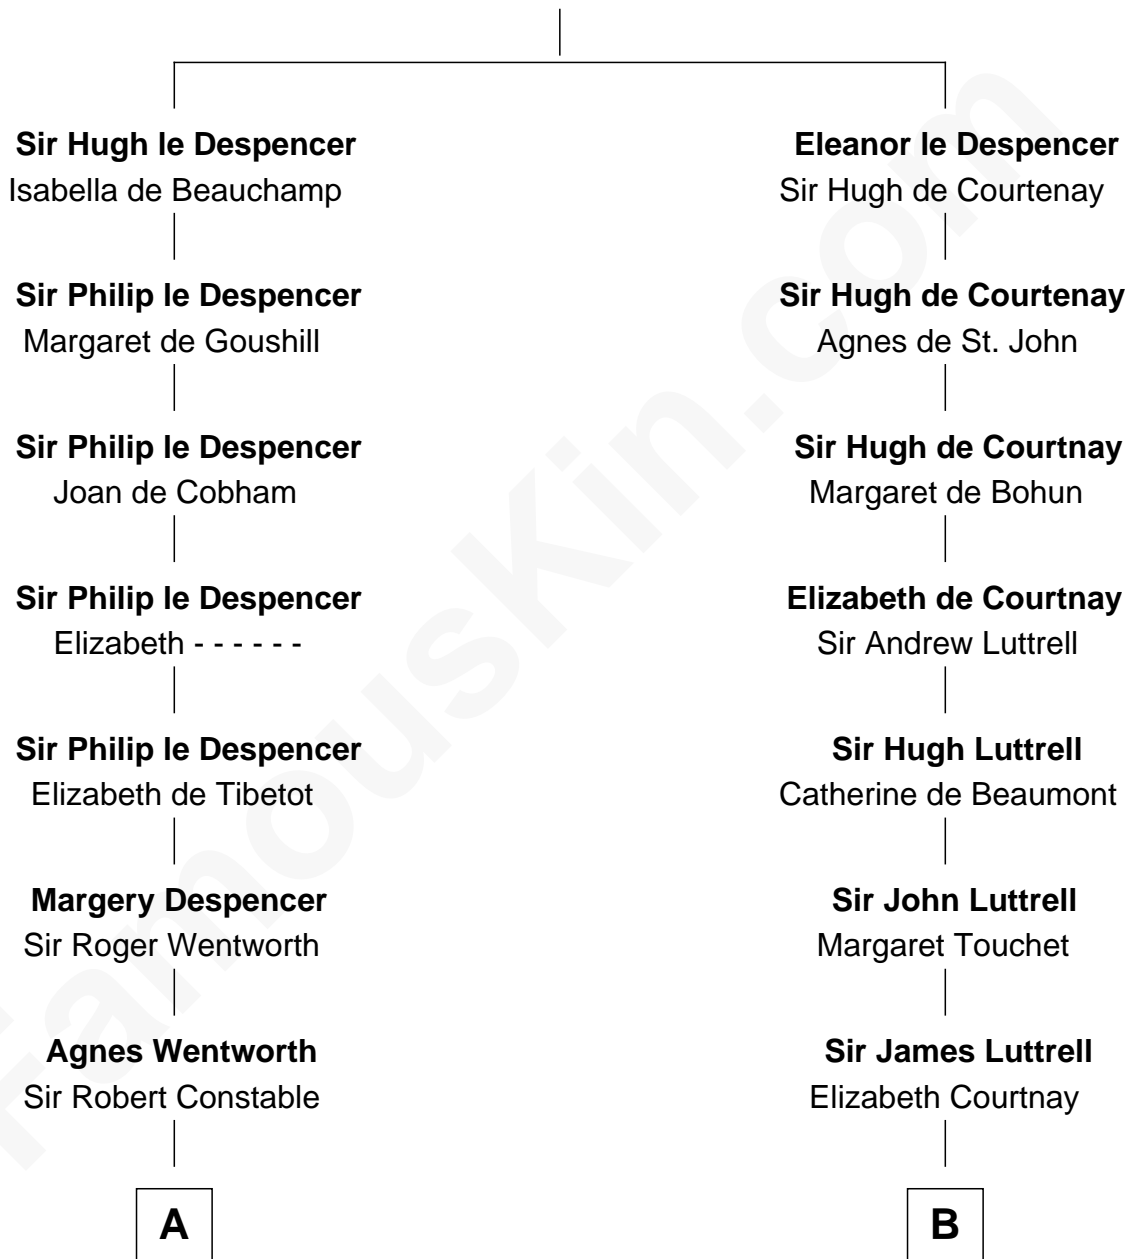 Sir Hugh le Despencer
Isabella de Beauchamp
Sir Philip le Despencer
Margaret de Goushill
Sir Philip le Despencer
Joan de Cobham
Sir Philip le Despencer
Elizabeth - - - - - -
Sir Philip le Despencer
Elizabeth de Tibetot
Margery Despencer
Sir Roger Wentworth
Agnes Wentworth
Sir Robert Constable
A
Eleanor le Despencer
Sir Hugh de Courtenay
Sir Hugh de Courtenay
Agnes de St. John
Sir Hugh de Courtnay
Margaret de Bohun
Elizabeth de Courtnay
Sir Andrew Luttrell
Sir Hugh Luttrell
Catherine de Beaumont
Sir John Luttrell
Margaret Touchet
Sir James Luttrell
Elizabeth Courtnay
B
FamousKin.com